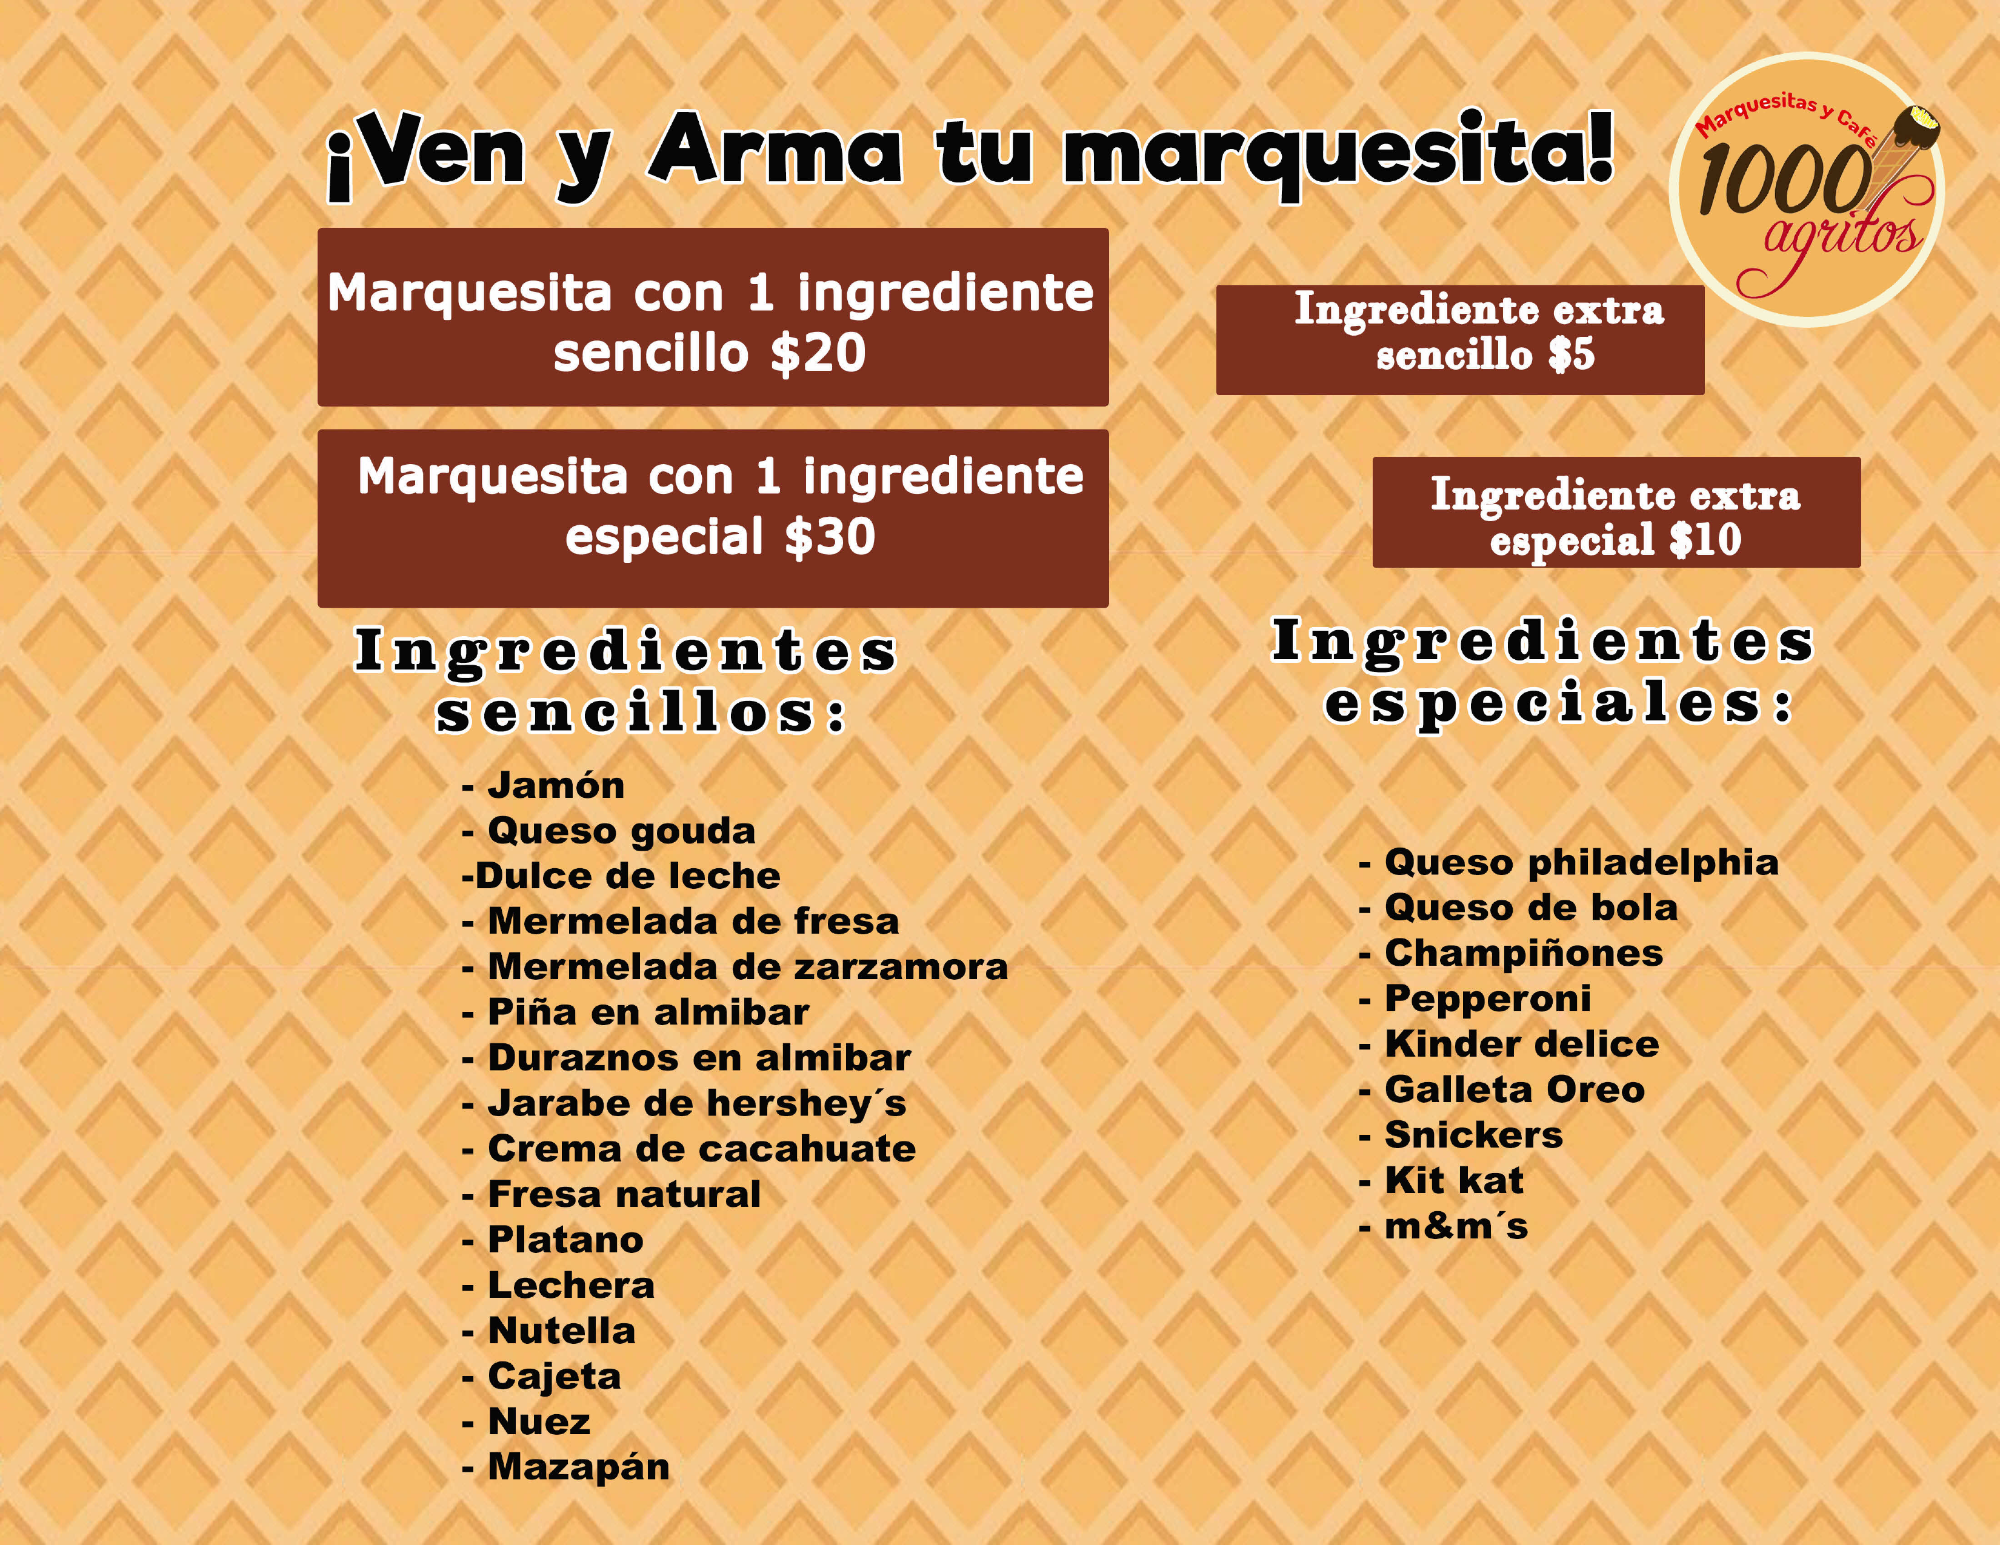 ¡Ven y Arma tu marquesita!
Marquesitas y Café
1000
agritos
Marquesita con 1 ingrediente
sencillo $20
Ingrediente extra
sencillo $5
Marquesita con 1 ingrediente
especial $30
Ingrediente extra
especial $10
Ingredientes
sencillos:
- Jamón
- Queso gouda
-Dulce de leche
- Mermelada de fresa
- Mermelada de zarzamora
- Piña en almibar
- Duraznos en almibar
- Jarabe de hershey´s
- Crema de cacahuate
- Fresa natural
- Platano
- Lechera
- Nutella
- Cajeta
- Nuez
- Mazapán
Ingredientes
especiales:
- Queso philadelphia
- Queso de bola
- Champiñones
- Pepperoni
- Kinder delice
- Galleta Oreo
- Snickers
- Kit kat
- m&m´s